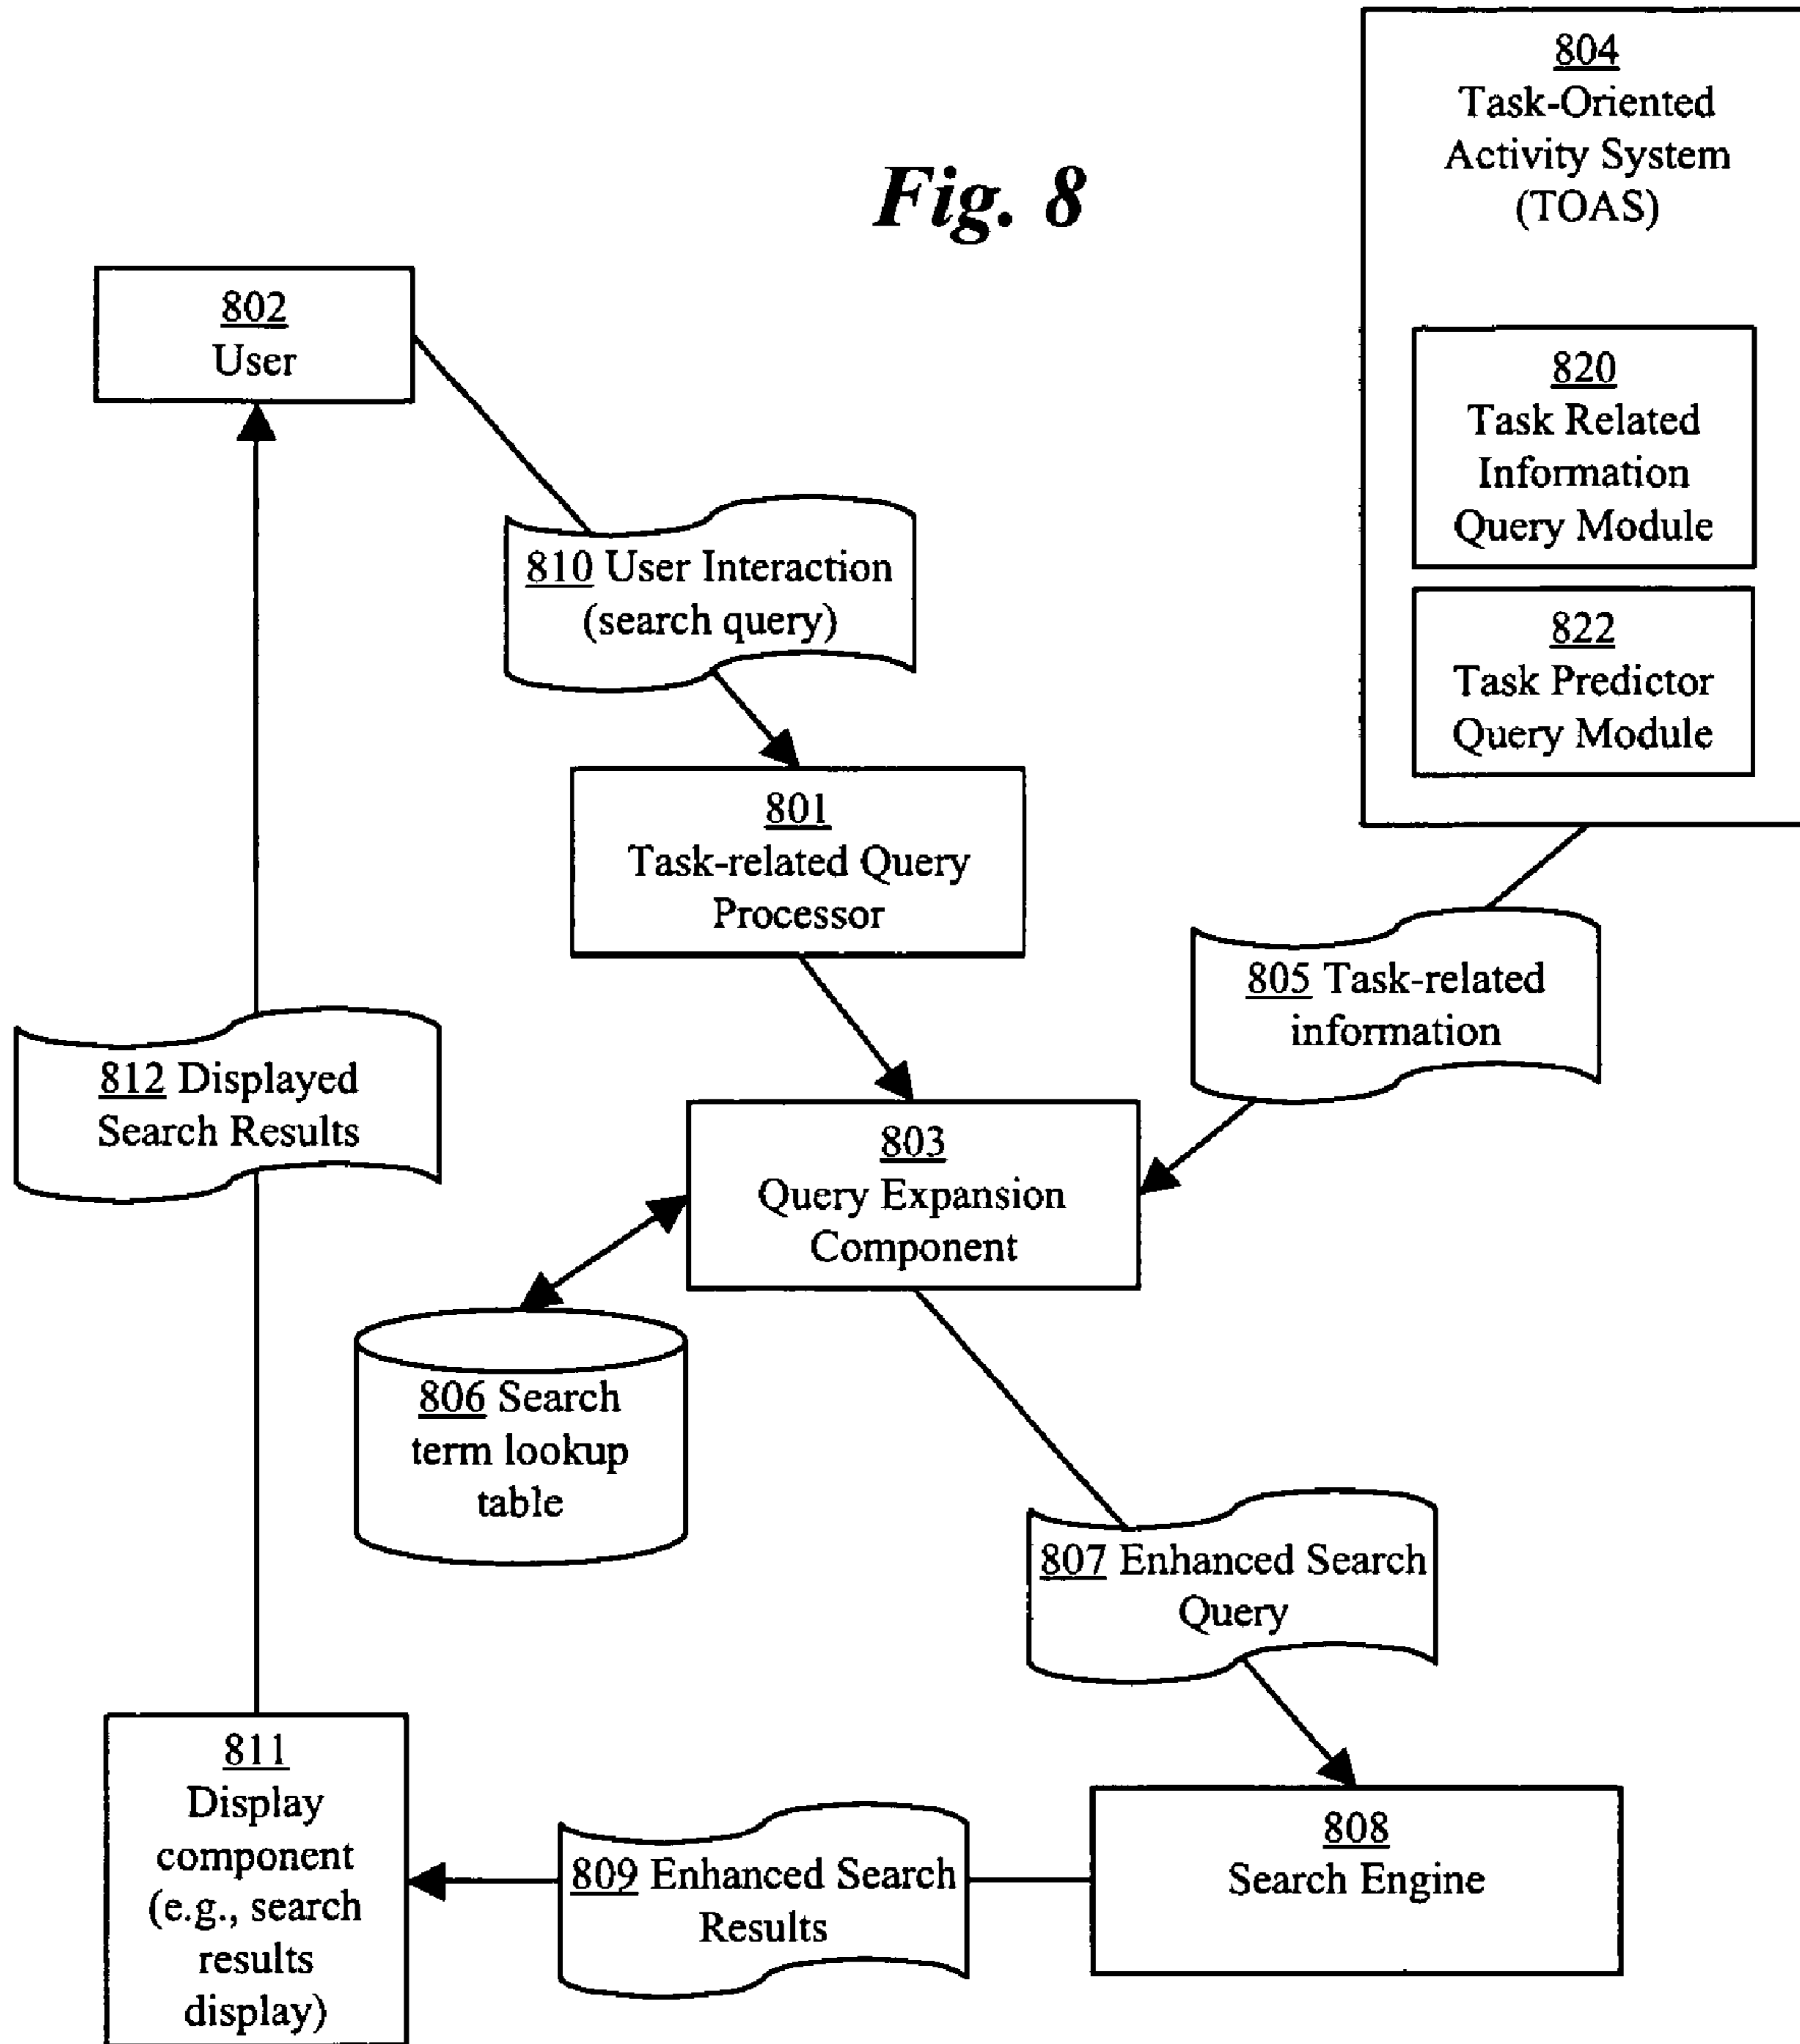 Fig. 8
804
Task-Oriented
Activity System
(TOAS)
820
Task Related
Information
Query Module
822
Task Predictor
Query Module
802
User
810 User Interaction
(search query)
801
Task-related Query
Processor
805 Task-related
information
812 Displayed
Search Results
803
Query Expansion
Component
806 Search
term lookup
table
807 Enhanced Search
Query
811
Display
component
(e.g., search
results
display)
809 Enhanced Search
Results
808
Search Engine